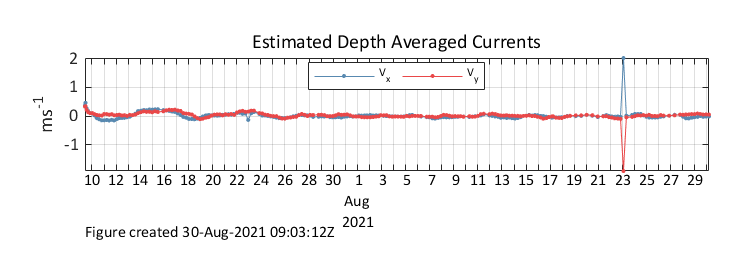 Estimated Depth Averaged Currents
Vx Vy
ms-1
2
1
0
-1
10 12 14 16 18 20 22 24 26 28 30 1 3 5 7 9 11 13 15 17 19 21 23 25 27 29
Aug
2021
Figure created 30-Aug-2021 09:03:12Z